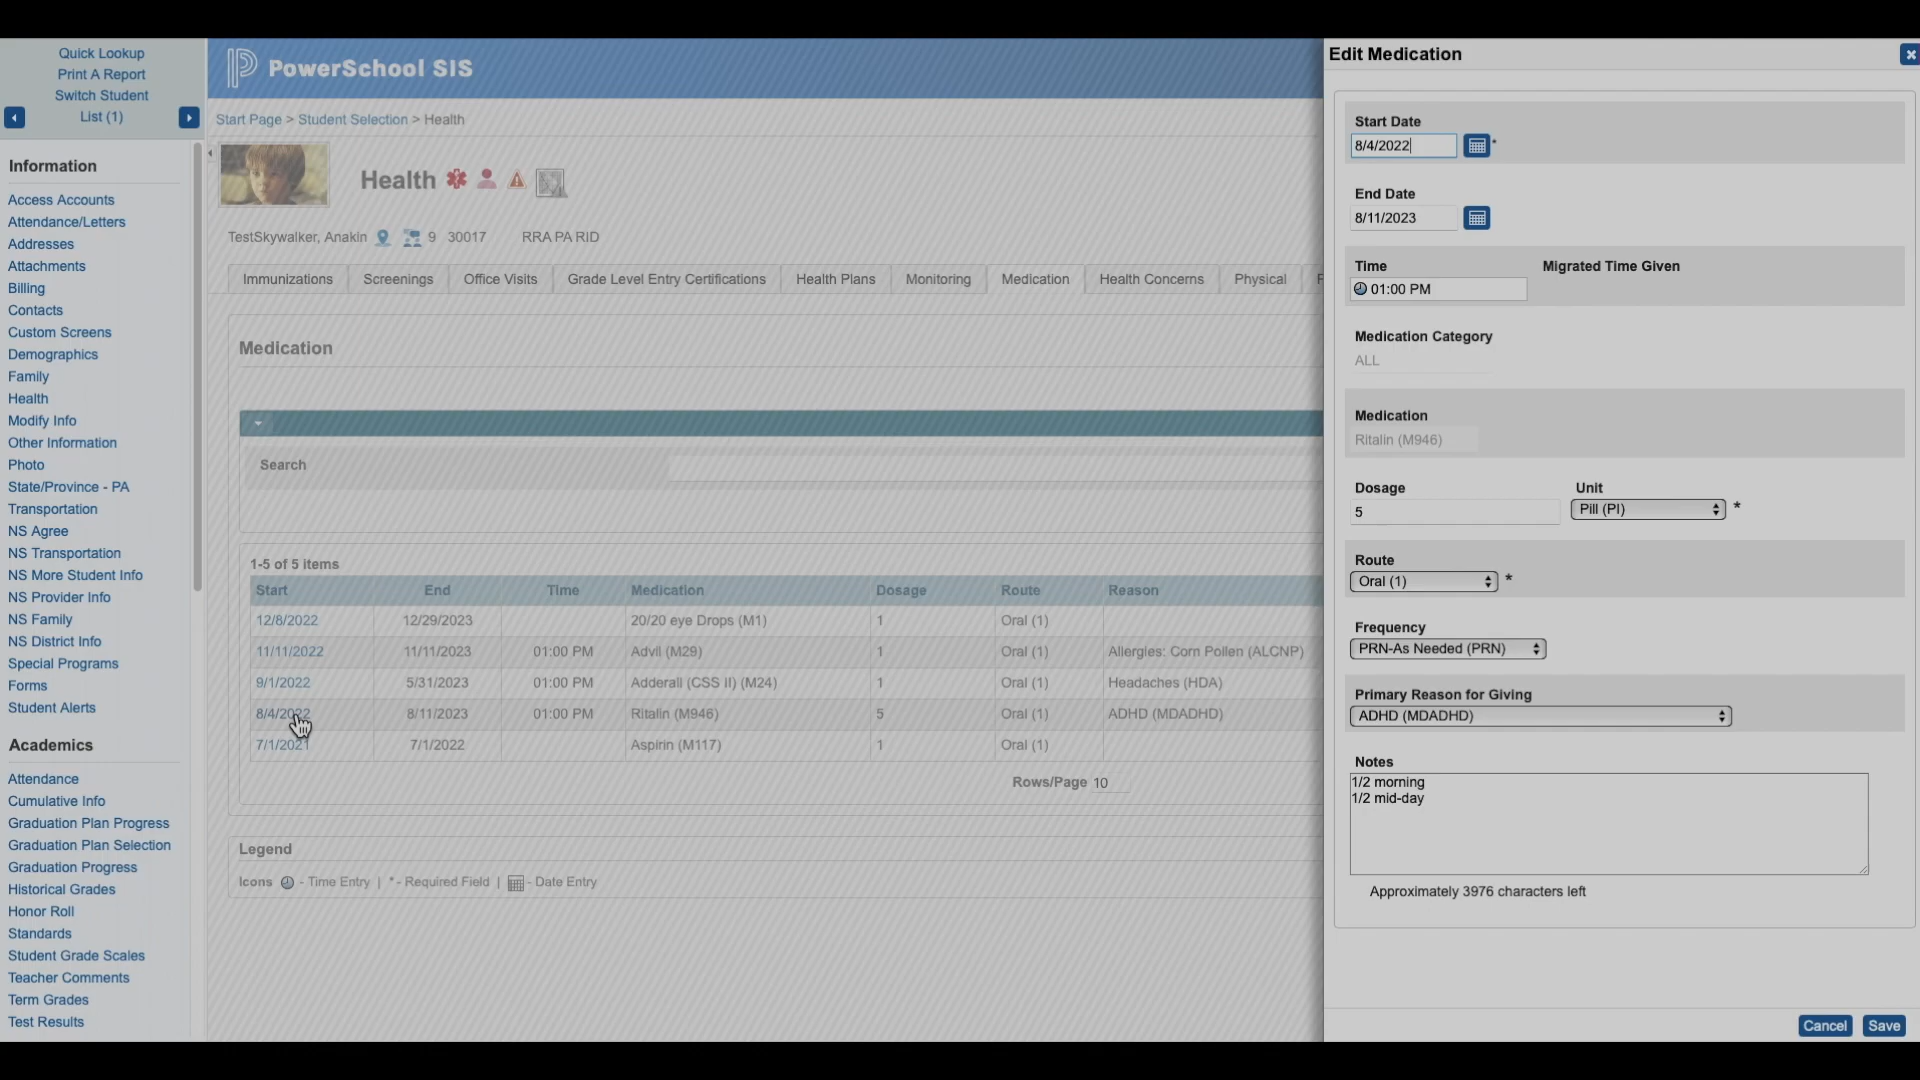 Quick Lookup
Print A Report
Switch Student
List (1)
Information
Access Accounts
Attendance/Letters
Addresses
Attachments
Billing
Contacts
Custom Screens
Demographics
Family
Health
Modify Info
Other Information
Photo
State/Province - PA
Transportation
NS Agree
NS Transportation
NS More Student Info
NS Provider Info
NS Family
NS District Info
Special Programs
Forms
Student Alerts
Academics
Attendance
Cumulative Info
Graduation Plan Progress
Graduation Plan Selection
Graduation Progress
Historical Grades
Honor Roll
Standards
Student Grade Scales
Teacher Comments
Term Grades
Test Results
PowerSchool SIS
Start Page > Student Selection > Health
Health
TestSkywalker, Anakin 9 30017 RRA PA RID
Immunizations Screenings Office Visits Grade Level Entry Certifications Health Plans Monitoring Medication Health Concerns Physical
Medication
Search
1-5 of 5 items
Start End Time Medication Dosage Route Reason
12/8/2022 12/29/2023 20/20 eye Drops (M1) 1 Oral (1)
11/11/2022 11/11/2023 01:00 PM Advil (M29) 1 Oral (1) Allergies: Corn Pollen (ALCNP)
9/1/2022 5/31/2023 01:00 PM Adderall (CSS II) (M24) 1 Oral (1) Headaches (HDA)
8/4/2022 8/11/2023 01:00 PM Ritalin (M946) 5 Oral (1) ADHD (MDADHD)
7/1/2021 7/1/2022 Aspirin (M117) 1 Oral (1)
Rows/Page 10
Legend
Icons - Time Entry | * - Required Field | - Date Entry
Edit Medication
Start Date
8/4/2022 *
End Date
8/11/2023
Time Migrated Time Given
01:00 PM
Medication Category
ALL
Medication
Ritalin (M946)
Dosage Unit
5 Pill (PI) *
Route
Oral (1) *
Frequency
PRN-As Needed (PRN)
Primary Reason for Giving
ADHD (MDADHD)
Notes
1/2 morning
1/2 mid-day
Approximately 3976 characters left
Cancel Save